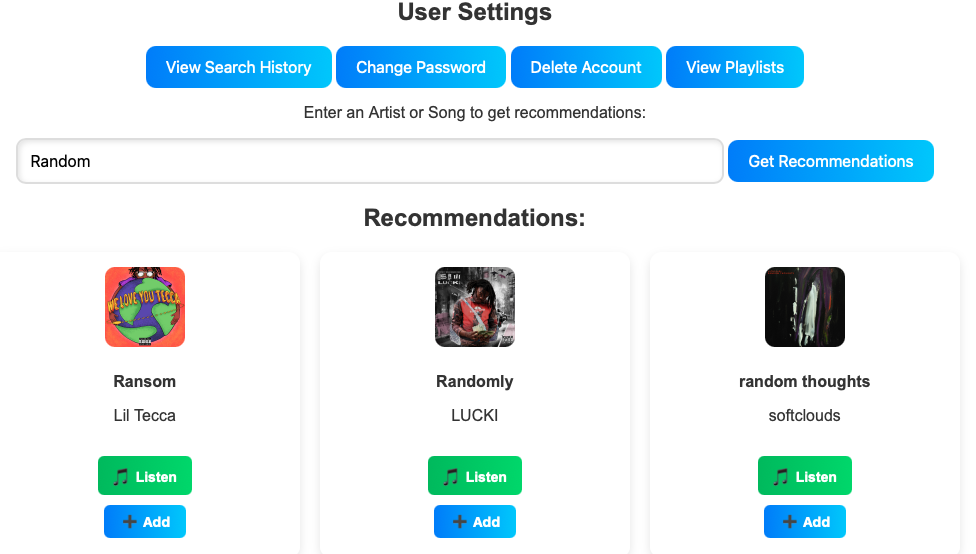 User Settings
View Search History Change Password Delete Account View Playlists
Enter an Artist or Song to get recommendations:
Random Get Recommendations
Recommendations:
WE LOVE YOU TECCA
LUCKI
Ransom Randomly random thoughts
Lil Tecca LUCKI softclouds
Listen Listen Listen
Add Add Add